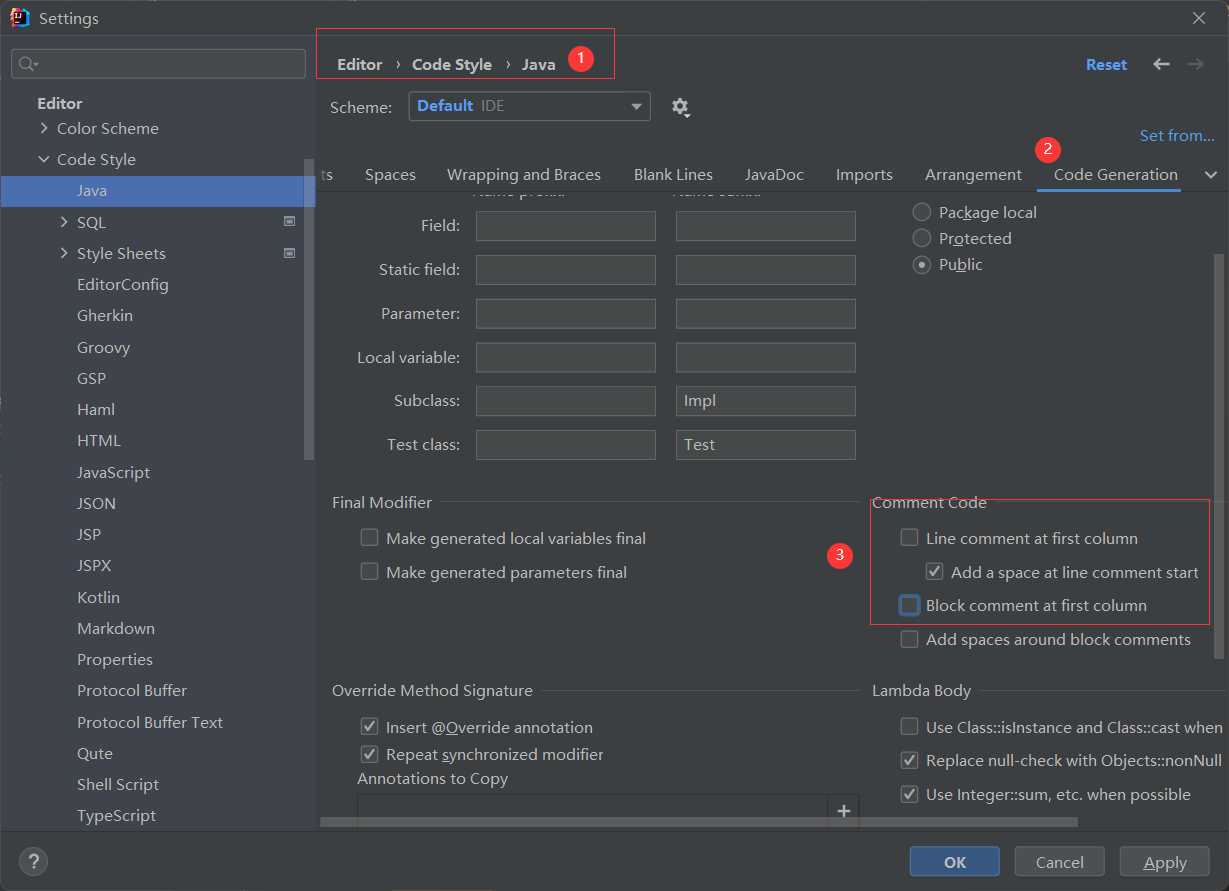 Settings
Editor › Code Style › Java 1
Reset
Scheme: Default IDE
Set from...
2
ts Spaces Wrapping and Braces Blank Lines JavaDoc Imports Arrangement Code Generation
Editor
Color Scheme
Code Style
Java
SQL
Style Sheets
EditorConfig
Gherkin
Groovy
GSP
Haml
HTML
JavaScript
JSON
JSP
JSPX
Kotlin
Markdown
Properties
Protocol Buffer
Protocol Buffer Text
Qute
Shell Script
TypeScript
Name prefix: Name suffix:
Field:
Static field:
Parameter:
Local variable:
Subclass: Impl
Test class: Test
Package local
Protected
Public
Final Modifier
Make generated local variables final
Make generated parameters final
3
Comment Code
Line comment at first column
Add a space at line comment start
Block comment at first column
Add spaces around block comments
Override Method Signature
Insert @Override annotation
Repeat synchronized modifier
Annotations to Copy
Lambda Body
Use Class::isInstance and Class::cast when
Replace null-check with Objects::nonNull
Use Integer::sum, etc. when possible
?
OK Cancel Apply